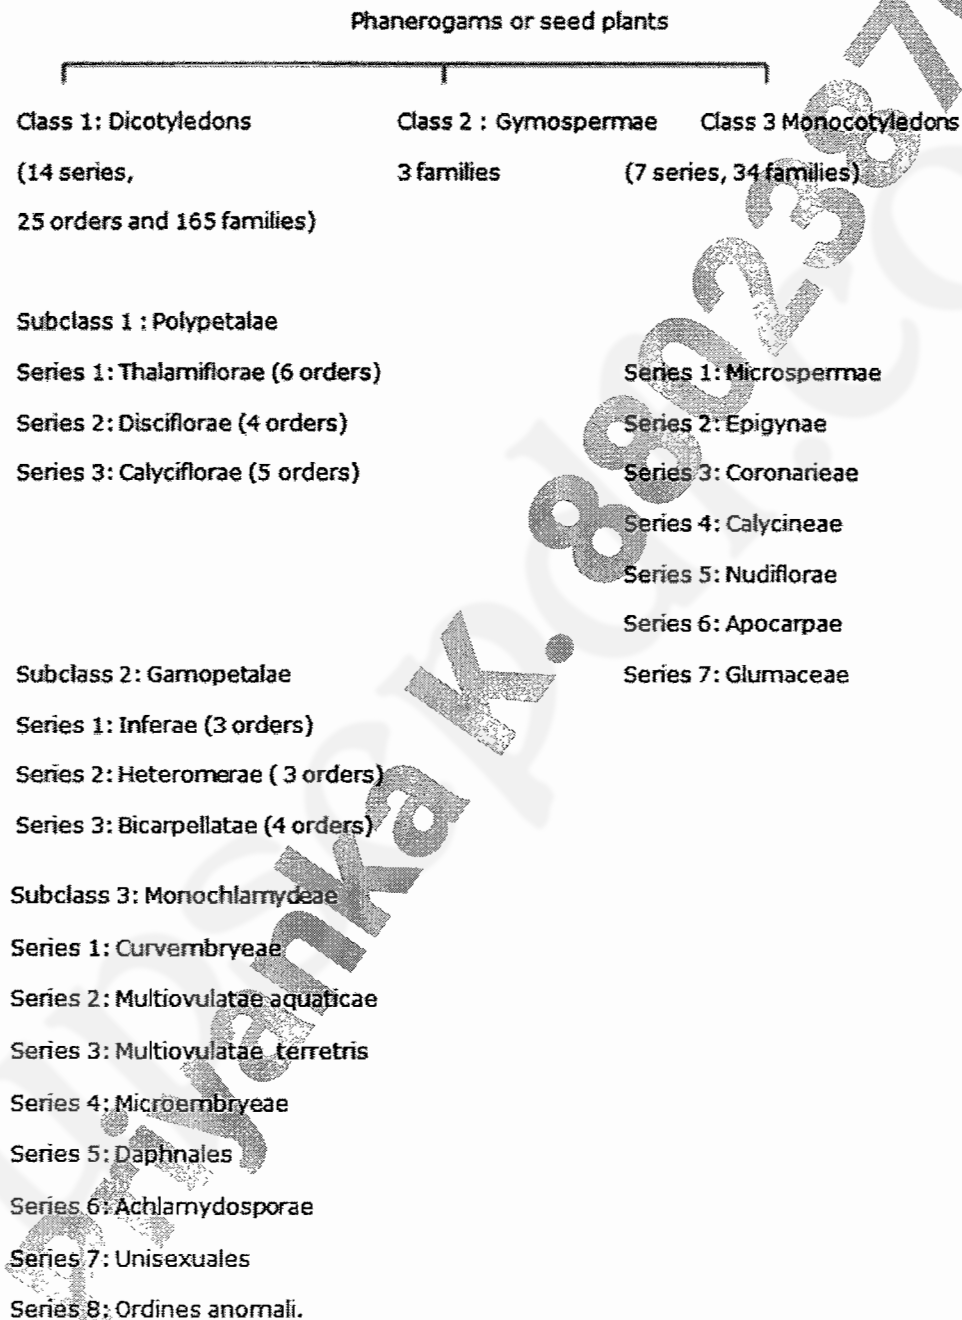 Phanerogams or seed plants
Class 1: Dicotyledons
(14 series,
25 orders and 165 families)
Class 2 : Gymospermae
3 families
Class 3 Monocotyledons
(7 series, 34 families)
Subclass 1 : Polypetalae
Series 1: Thalamiflorae (6 orders)
Series 2: Disciflorae (4 orders)
Series 3: Calyciflorae (5 orders)
Series 1: Microspermae
Series 2: Epigynae
Series 3: Coronarieae
Series 4: Calycineae
Series 5: Nudiflorae
Series 6: Apocarpae
Series 7: Glumaceae
Subclass 2: Gamopetalae
Series 1: Inferae (3 orders)
Series 2: Heteromerae ( 3 orders)
Series 3: Bicarpellatae (4 orders)
Subclass 3: Monochlamydeae
Series 1: Curvembryeae
Series 2: Multiovulatae aquaticae
Series 3: Multiovulatae terretris
Series 4: Microembryeae
Series 5: Daphnales
Series 6: Achlamydosporae
Series 7: Unisexuales
Series 8: Ordines anomali.
Priyanka K. 880238